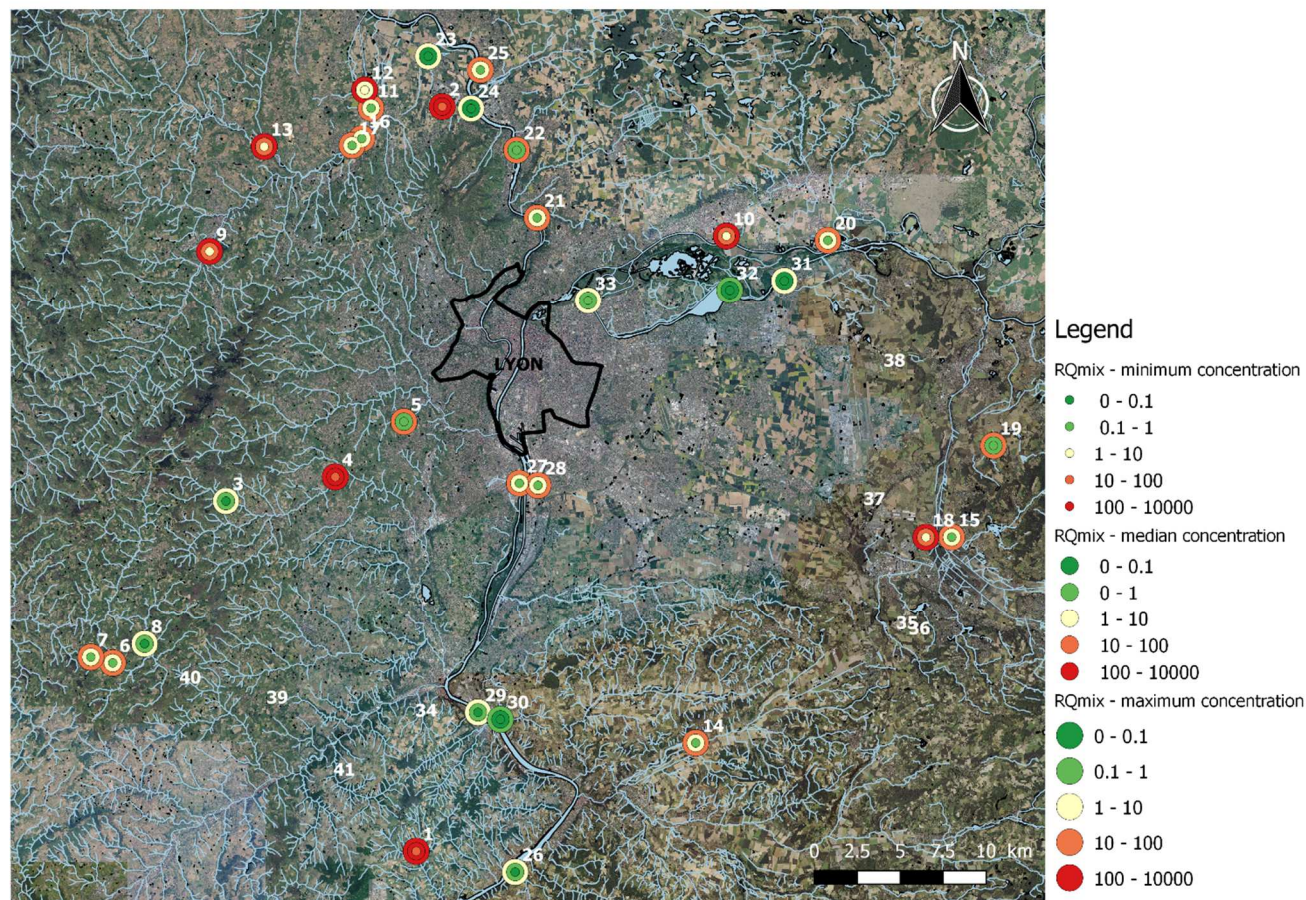 N
23
25
12
11
2
24
16
17
13
22
21
10
20
9
32
31
33
LYON
38
5
19
4
3
27
28
37
18
15
35
36
8
7
6
40
39
34
29
30
14
41
1
26
0 2.5 5 7.5 10 km
Legend
RQmix - minimum concentration
0 - 0.1
0.1 - 1
1 - 10
10 - 100
100 - 10000
RQmix - median concentration
0 - 0.1
0 - 1
1 - 10
10 - 100
100 - 10000
RQmix - maximum concentration
0 - 0.1
0.1 - 1
1 - 10
10 - 100
100 - 10000